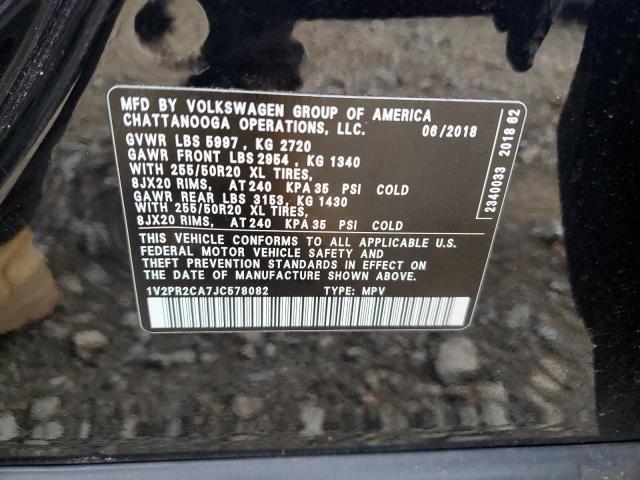 MFD BY VOLKSWAGEN GROUP OF AMERICA
CHATTANOOGA OPERATIONS, LLC. 06/2018
GVWR LBS 5997, KG 2720
GAWR FRONT LBS 2954, KG 1340
WITH 255/50R20 XL TIRES,
8JX20 RIMS, AT 240 KPA 35 PSI COLD
GAWR REAR LBS 3153, KG 1430
WITH 255/50R20 XL TIRES,
8JX20 RIMS, AT 240 KPA 35 PSI COLD
THIS VEHICLE CONFORMS TO ALL APPLICABLE U.S.
FEDERAL MOTOR VEHICLE SAFETY AND
THEFT PREVENTION STANDARDS IN EFFECT ON THE
DATE OF MANUFACTURE SHOWN ABOVE.
1V2PR2CA7JC578082 TYPE: MPV
2340033 2018 62